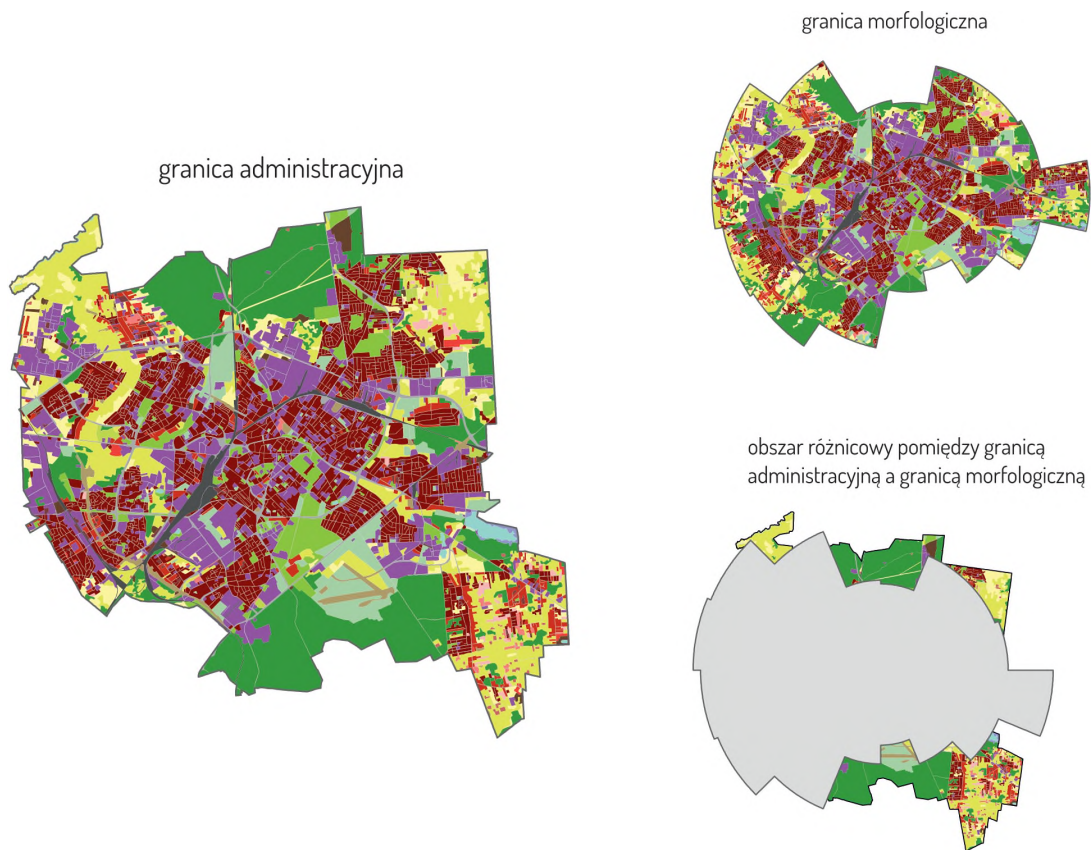 granica administracyjna
granica morfologiczna
obszar różnicowy pomiędzy granicą
administracyjną a granicą morfologiczną